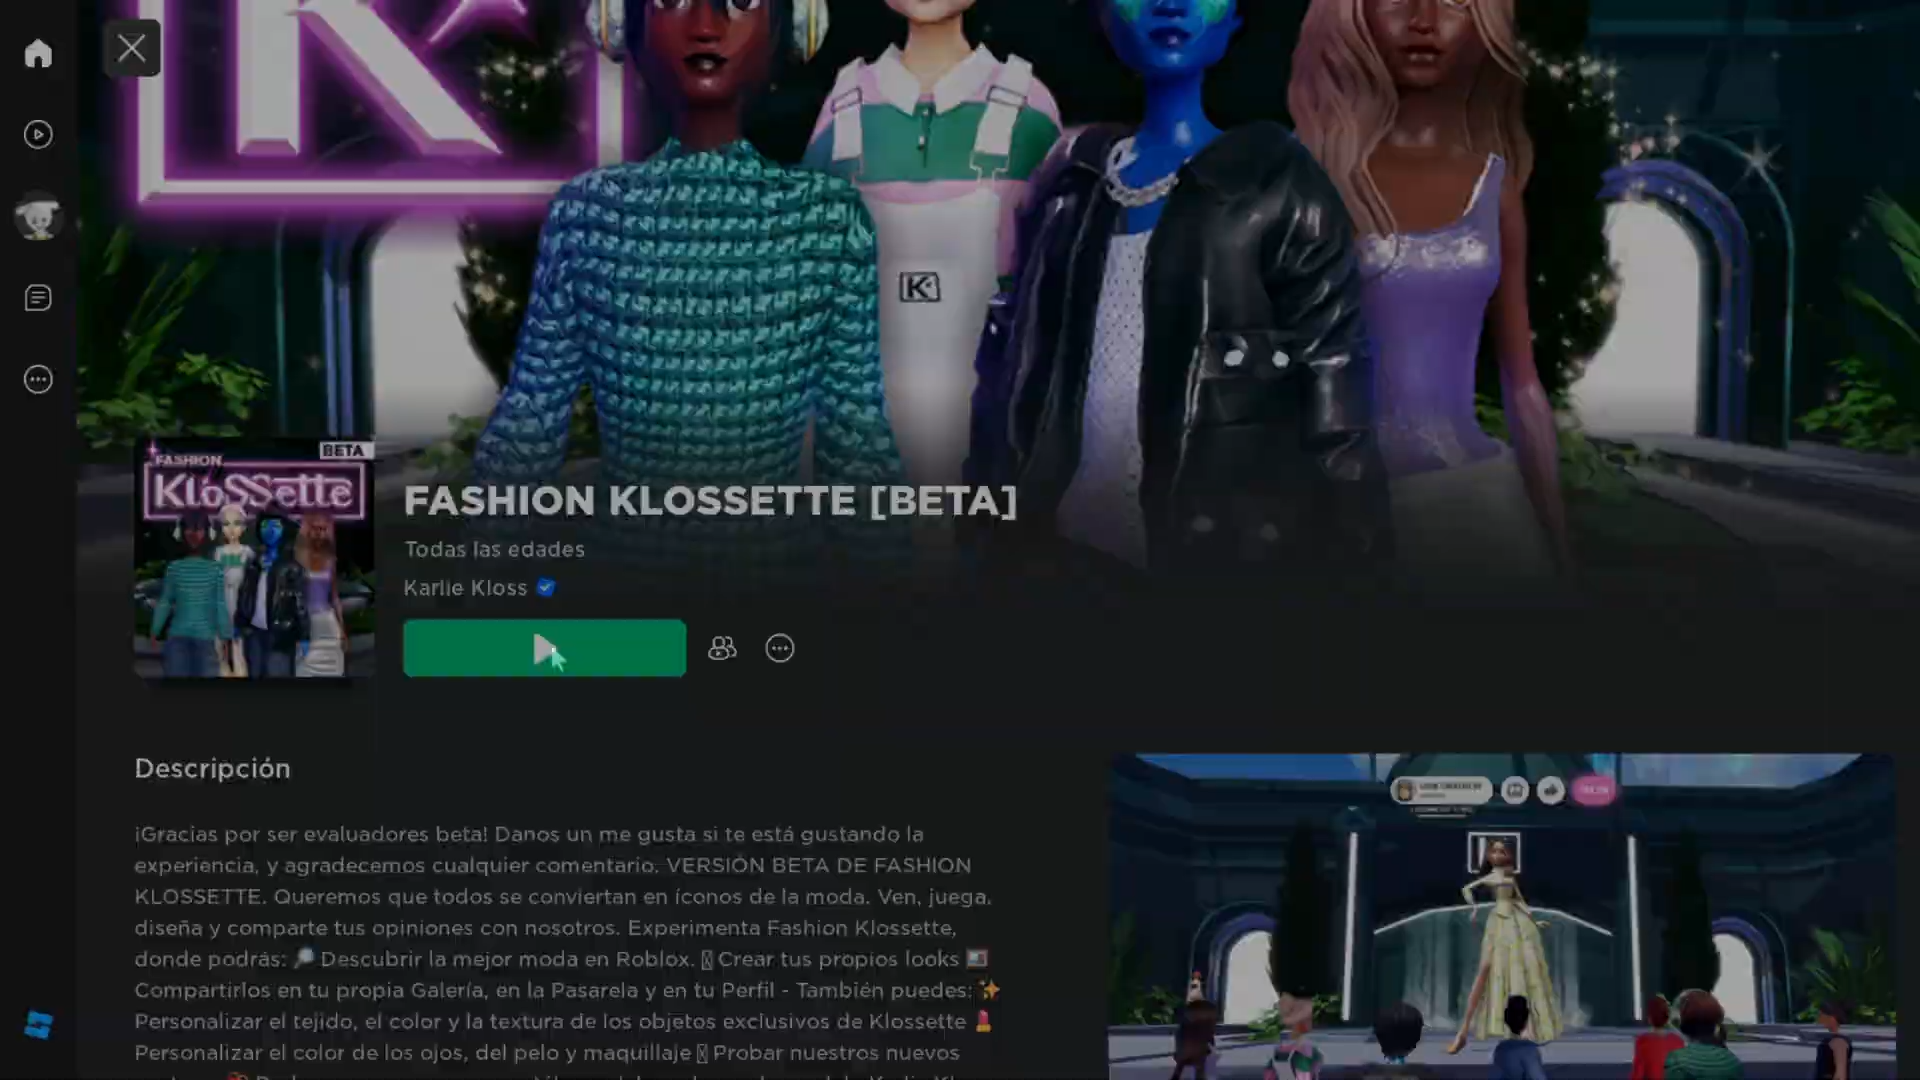 K
K
BETA
FASHION
KloSSette
FASHION KLOSSETTE [BETA]
Todas las edades
Karlie Kloss
Descripción
¡Gracias por ser evaluadores beta! Danos un me gusta si te está gustando la
experiencia, y agradecemos cualquier comentario. VERSIÓN BETA DE FASHION
KLOSSETTE. Queremos que todos se conviertan en íconos de la moda. Ven, juega,
diseña y comparte tus opiniones con nosotros. Experimenta Fashion Klossette,
donde podrás: 🔎 Descubrir la mejor moda en Roblox. Crear tus propios looks
Compartirlos en tu propia Galería, en la Pasarela y en tu Perfil - También puedes: ✨
Personalizar el tejido, el color y la textura de los objetos exclusivos de Klossette 💄
Personalizar el color de los ojos, del pelo y maquillaje Probar nuestros nuevos